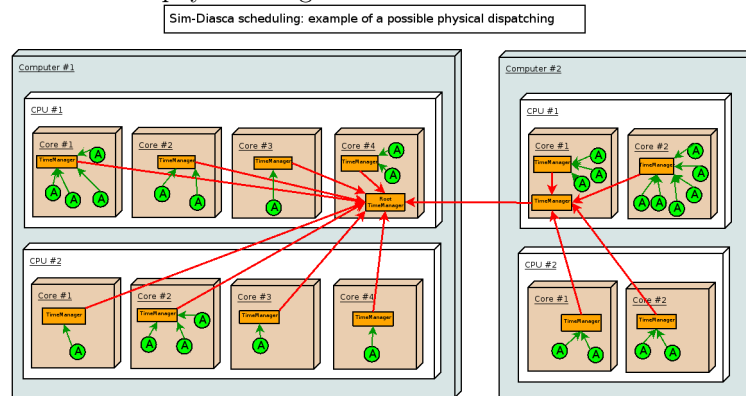 Sim-Diasca scheduling: example of a possible physical dispatching
Computer #1
CPU #1
Core #1
TimeManager
A
A
A
A
Core #2
TimeManager
A
A
Core #3
TimeManager
A
Core #4
TimeManager
A
A
Root
TimeManager
CPU #2
Core #1
TimeManager
A
Core #2
TimeManager
A
A
A
Core #3
TimeManager
A
Core #4
TimeManager
A
Computer #2
CPU #1
Core #1
TimeManager
A
A
A
TimeManager
Core #2
TimeManager
A
A
A
A
A
A
A
CPU #2
Core #1
TimeManager
A
A
Core #2
TimeManager
A
A